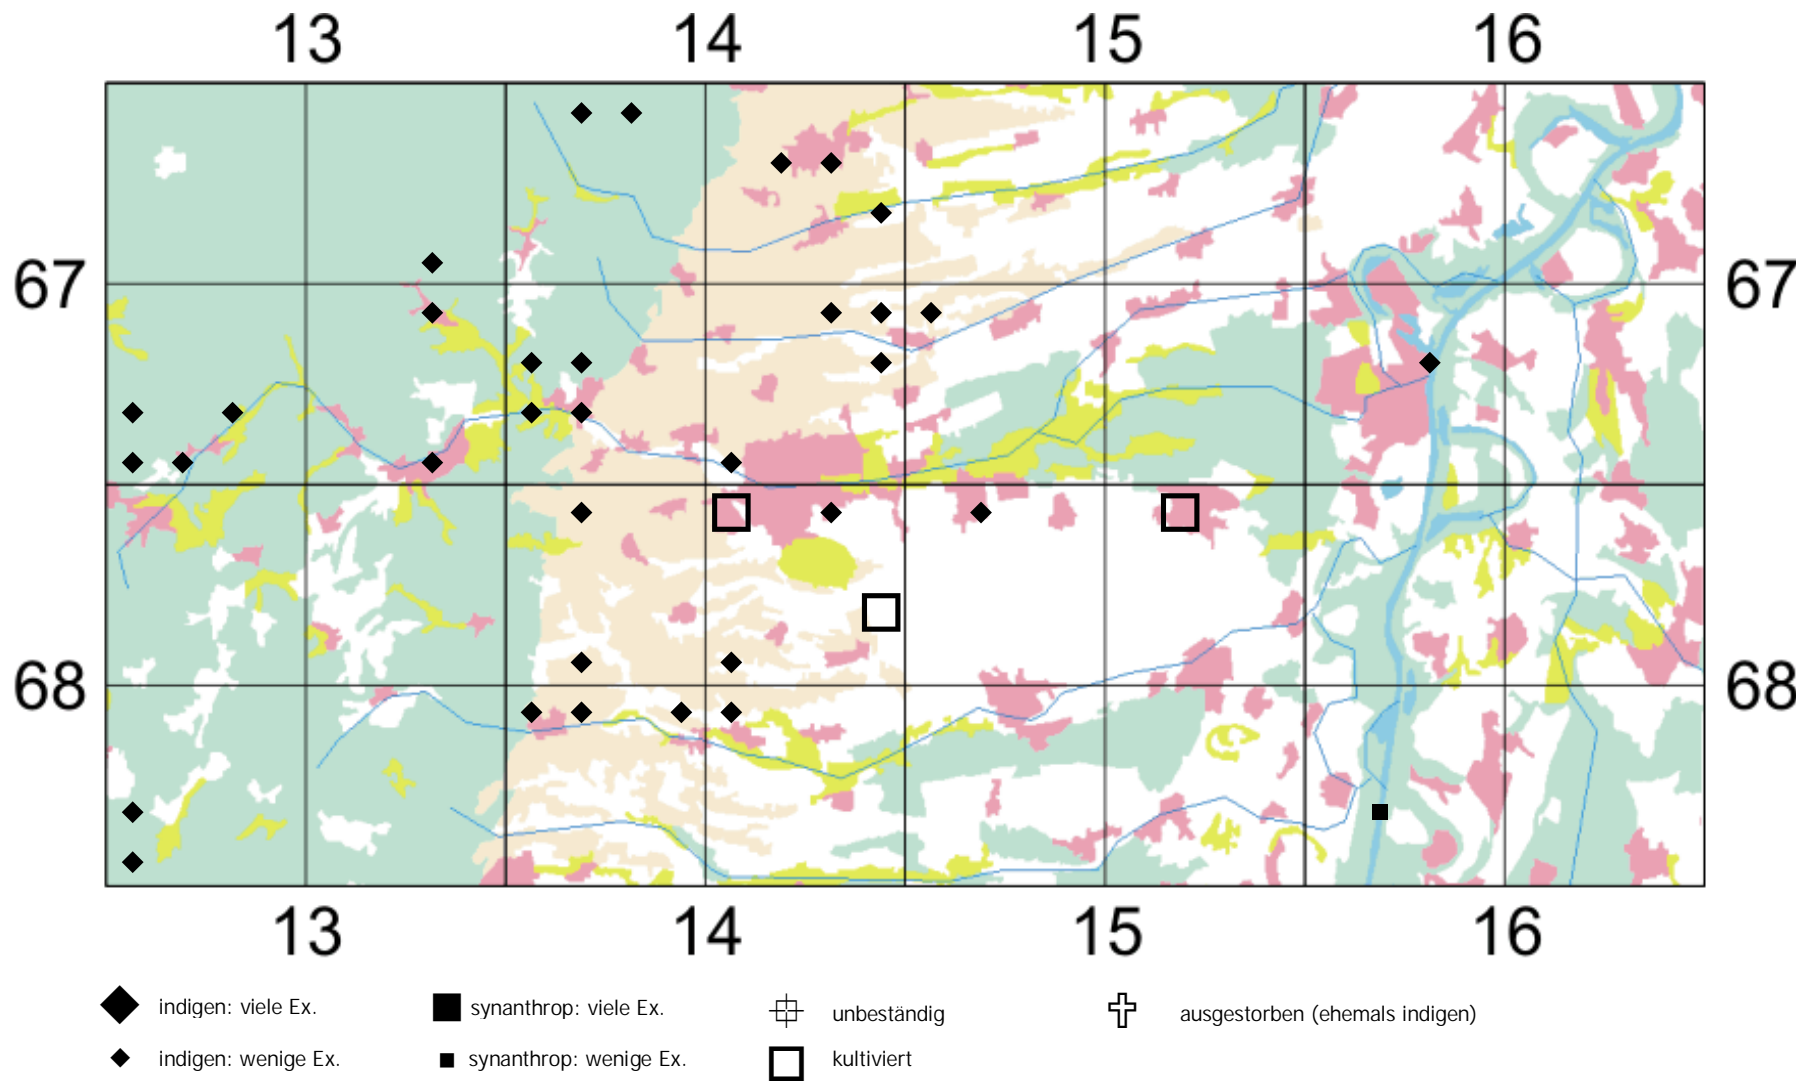 13 14 15 16
67 67
68 68
13 14 15 16
indigen: viele Ex. synanthrop: viele Ex. unbeständig ausgestorben (ehemals indigen)
indigen: wenige Ex. synanthrop: wenige Ex. kultiviert